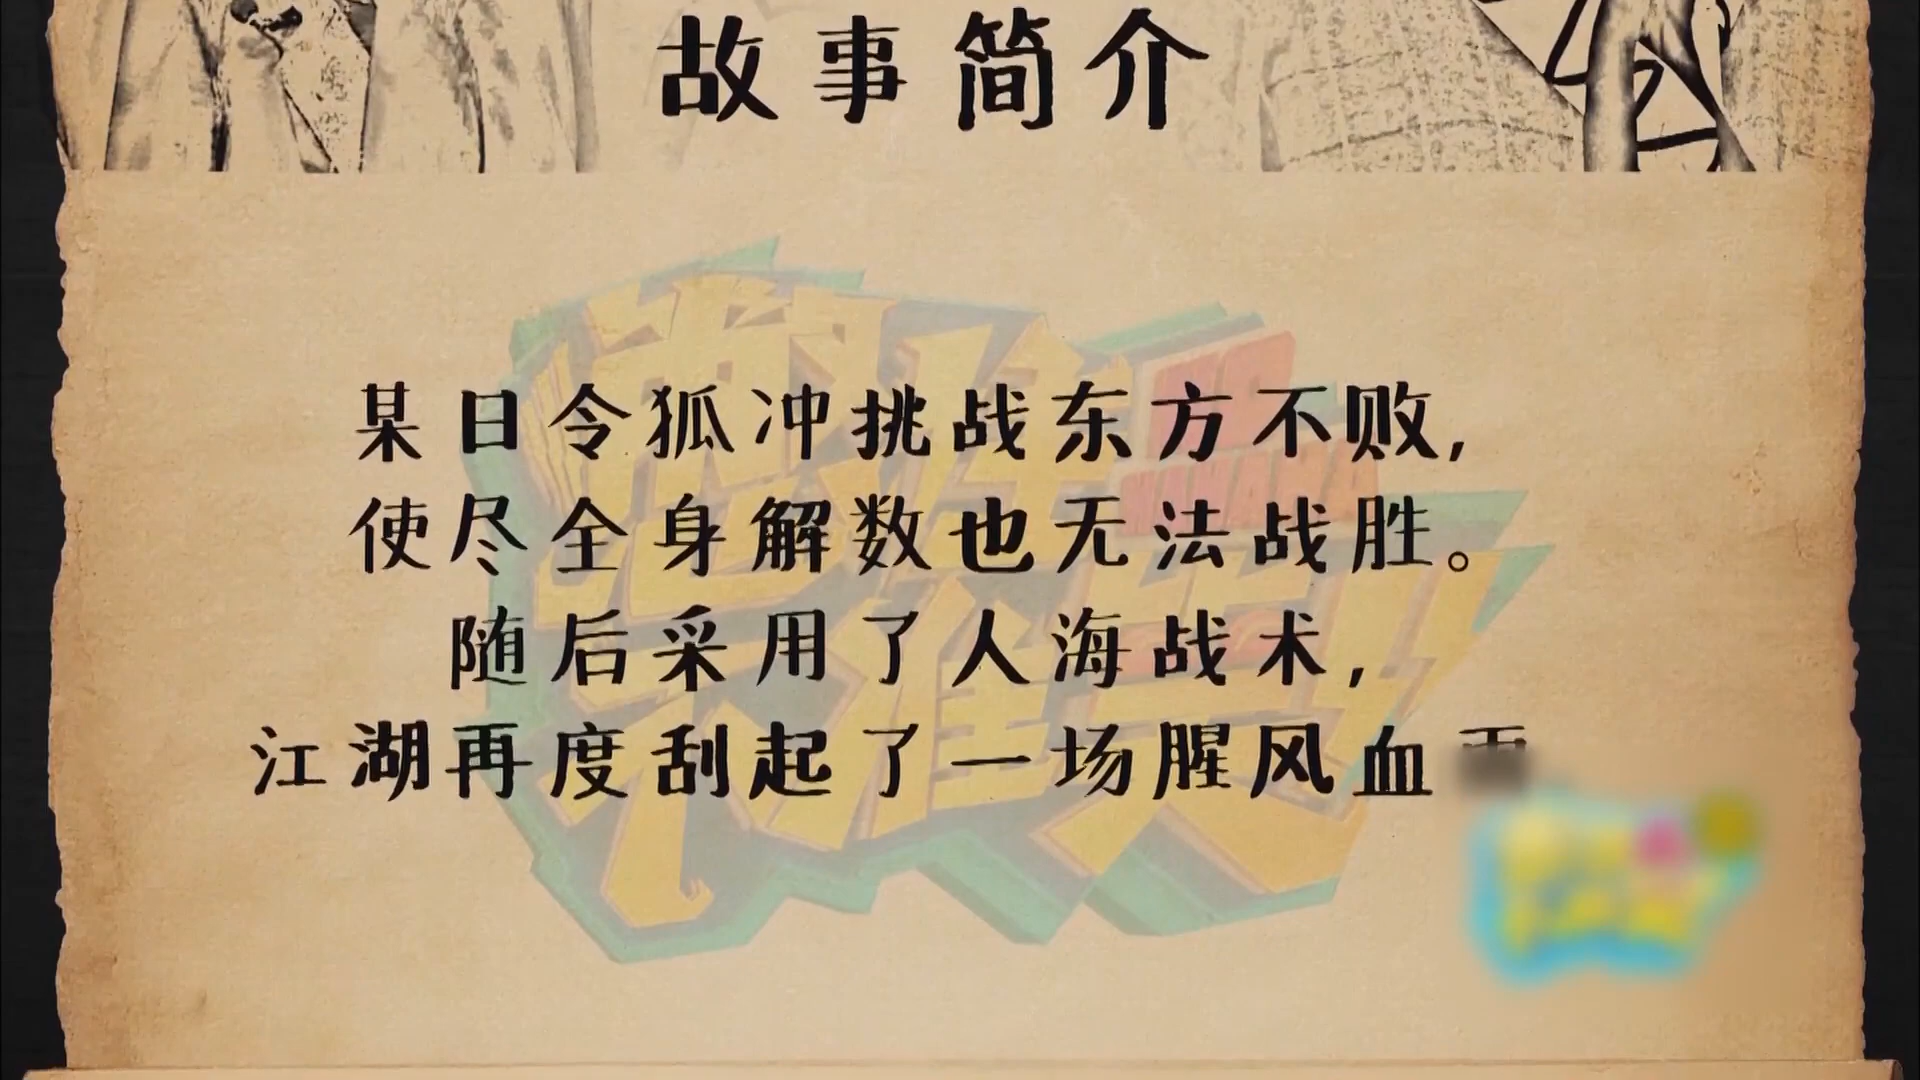 故事简介
某日令狐冲挑战东方不败,
使尽全身解数也无法战胜。
随后采用了人海战术,
江湖再度刮起了一场腥风血